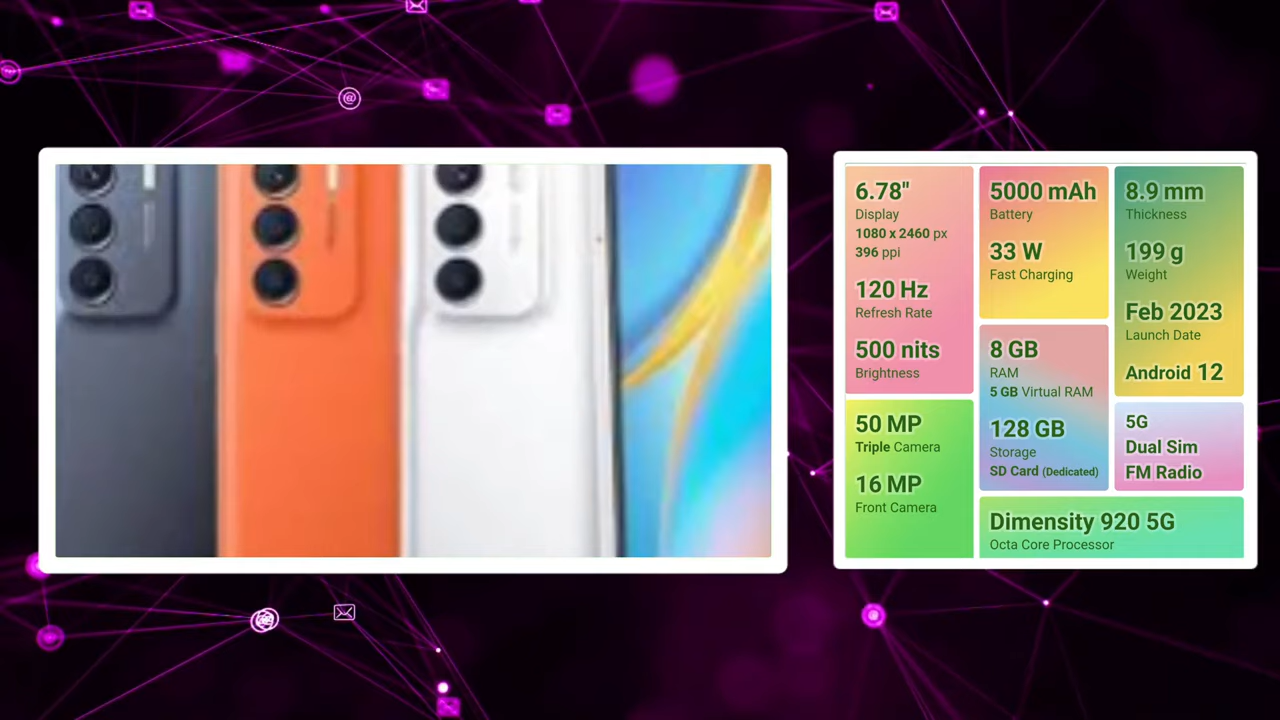 6.78"
Display
1080 x 2460 px
396 ppi
120 Hz
Refresh Rate
500 nits
Brightness
50 MP
Triple Camera
16 MP
Front Camera
5000 mAh
Battery
33 W
Fast Charging
8 GB
RAM
5 GB Virtual RAM
128 GB
Storage
SD Card (Dedicated)
8.9 mm
Thickness
199 g
Weight
Feb 2023
Launch Date
Android 12
5G
Dual Sim
FM Radio
Dimensity 920 5G
Octa Core Processor